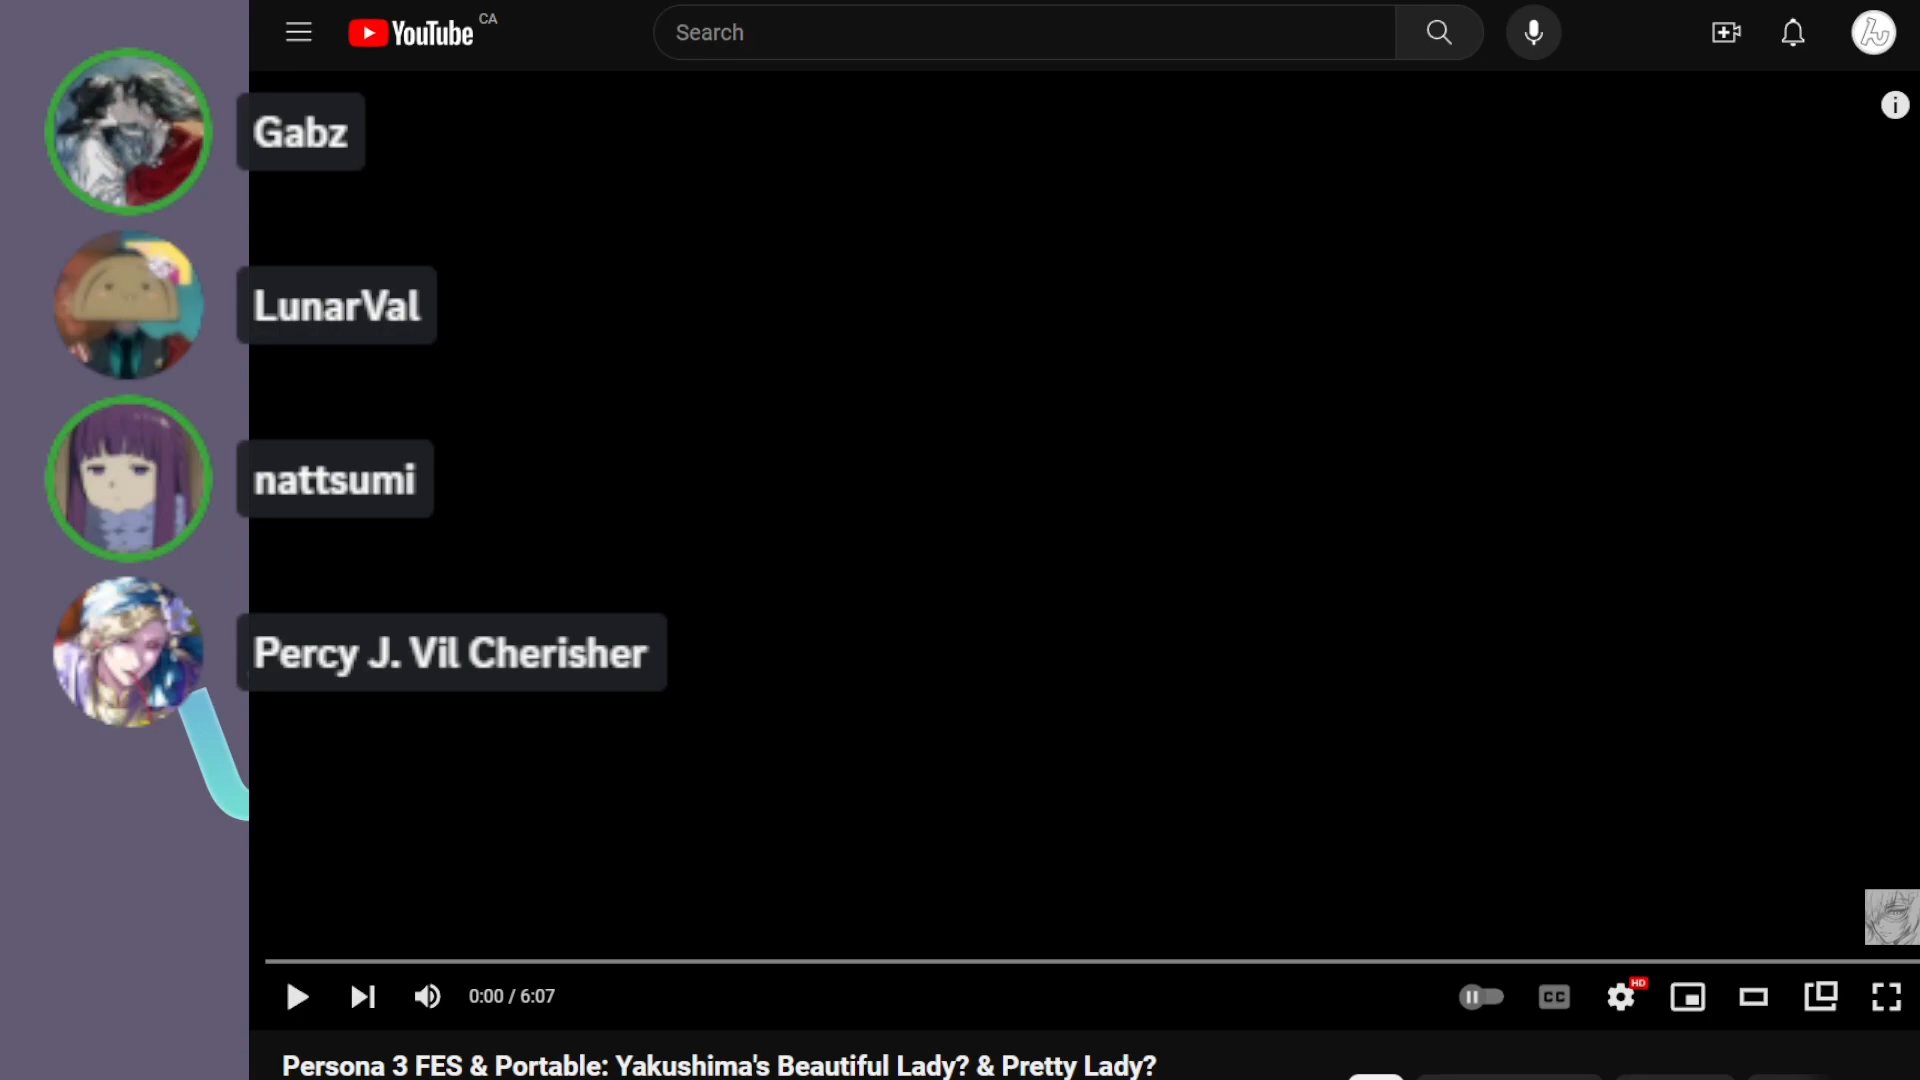 YouTube CA
Search
Gabz
LunarVal
nattsumi
Percy J. Vil Cherisher
0:00 / 6:07
CC
HD
Persona 3 FES & Portable: Yakushima's Beautiful Lady? & Pretty Lady?